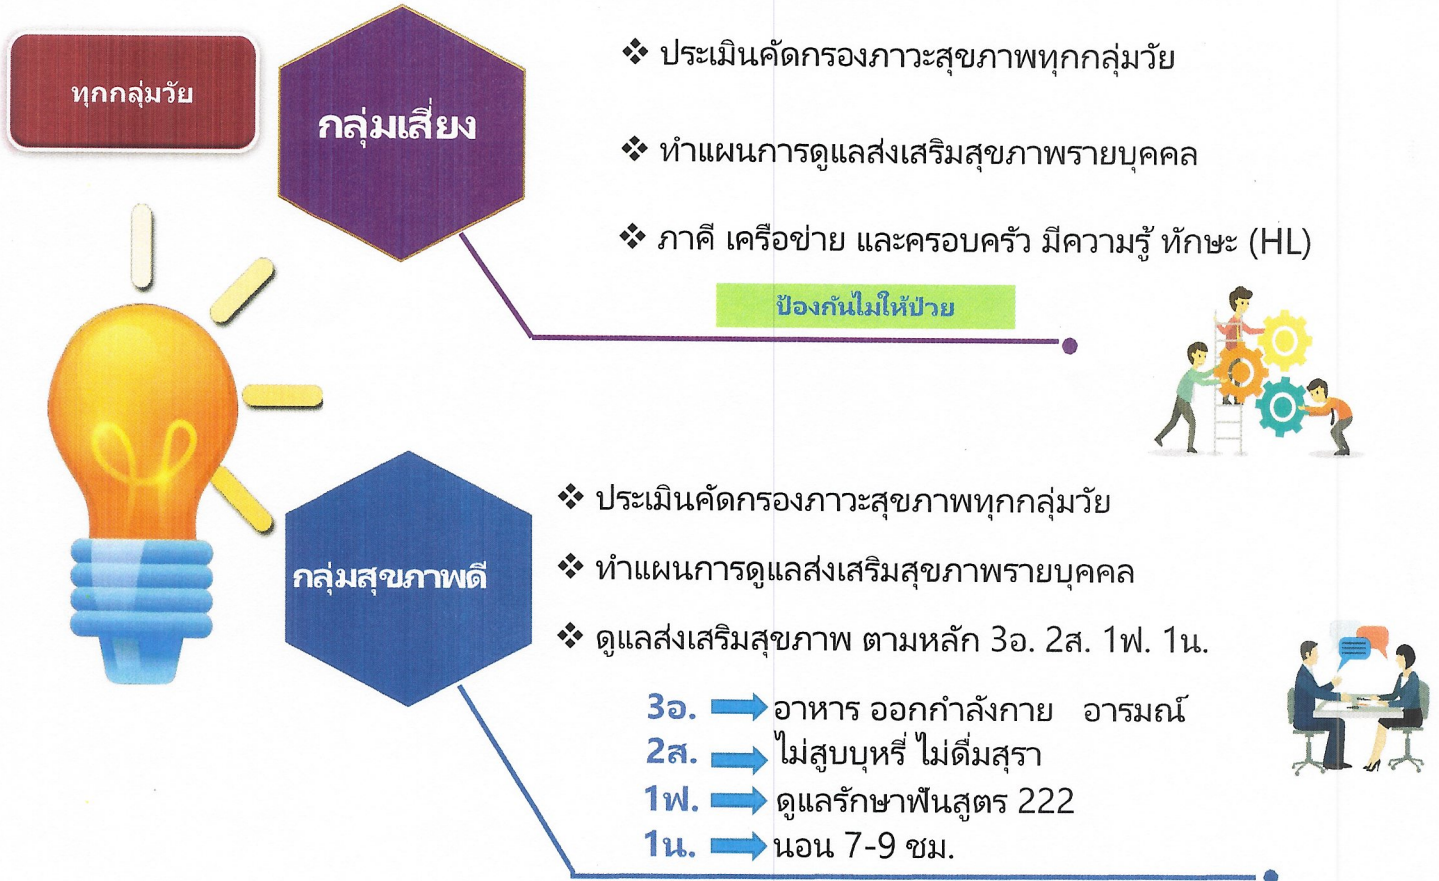 ทุกกลุ่มวัย
กลุ่มเสี่ยง
❖ ประเมินคัดกรองภาวะสุขภาพทุกกลุ่มวัย
❖ ทำแผนการดูแลส่งเสริมสุขภาพรายบุคคล
❖ ภาคี เครือข่าย และครอบครัว มีความรู้ ทักษะ (HL)
ป้องกันไม่ให้ป่วย
กลุ่มสุขภาพดี
❖ ประเมินคัดกรองภาวะสุขภาพทุกกลุ่มวัย
❖ ทำแผนการดูแลส่งเสริมสุขภาพรายบุคคล
❖ ดูแลส่งเสริมสุขภาพ ตามหลัก 3อ. 2ส. 1ฟ. 1น.
3อ. อาหาร ออกกำลังกาย อารมณ์
2ส. ไม่สูบบุหรี่ ไม่ดื่มสุรา
1ฟ. ดูแลรักษาฟันสูตร 222
1น. นอน 7-9 ชม.